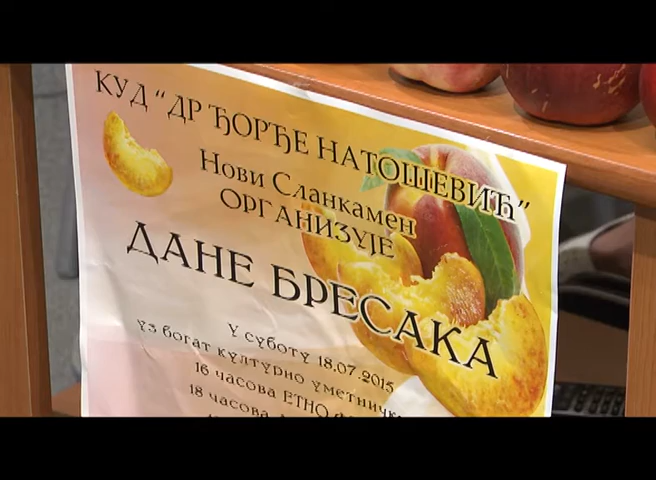 КУД “ДР ЂОРЂЕ НАТОШЕВИЋ”
Нови Сланкамен
ОРГАНИЗУЈЕ
ДАНЕ БРЕСАКА
У суботу 18.07.2015
уз богат културно уметнички
16 часова ЕТНО
18 часова